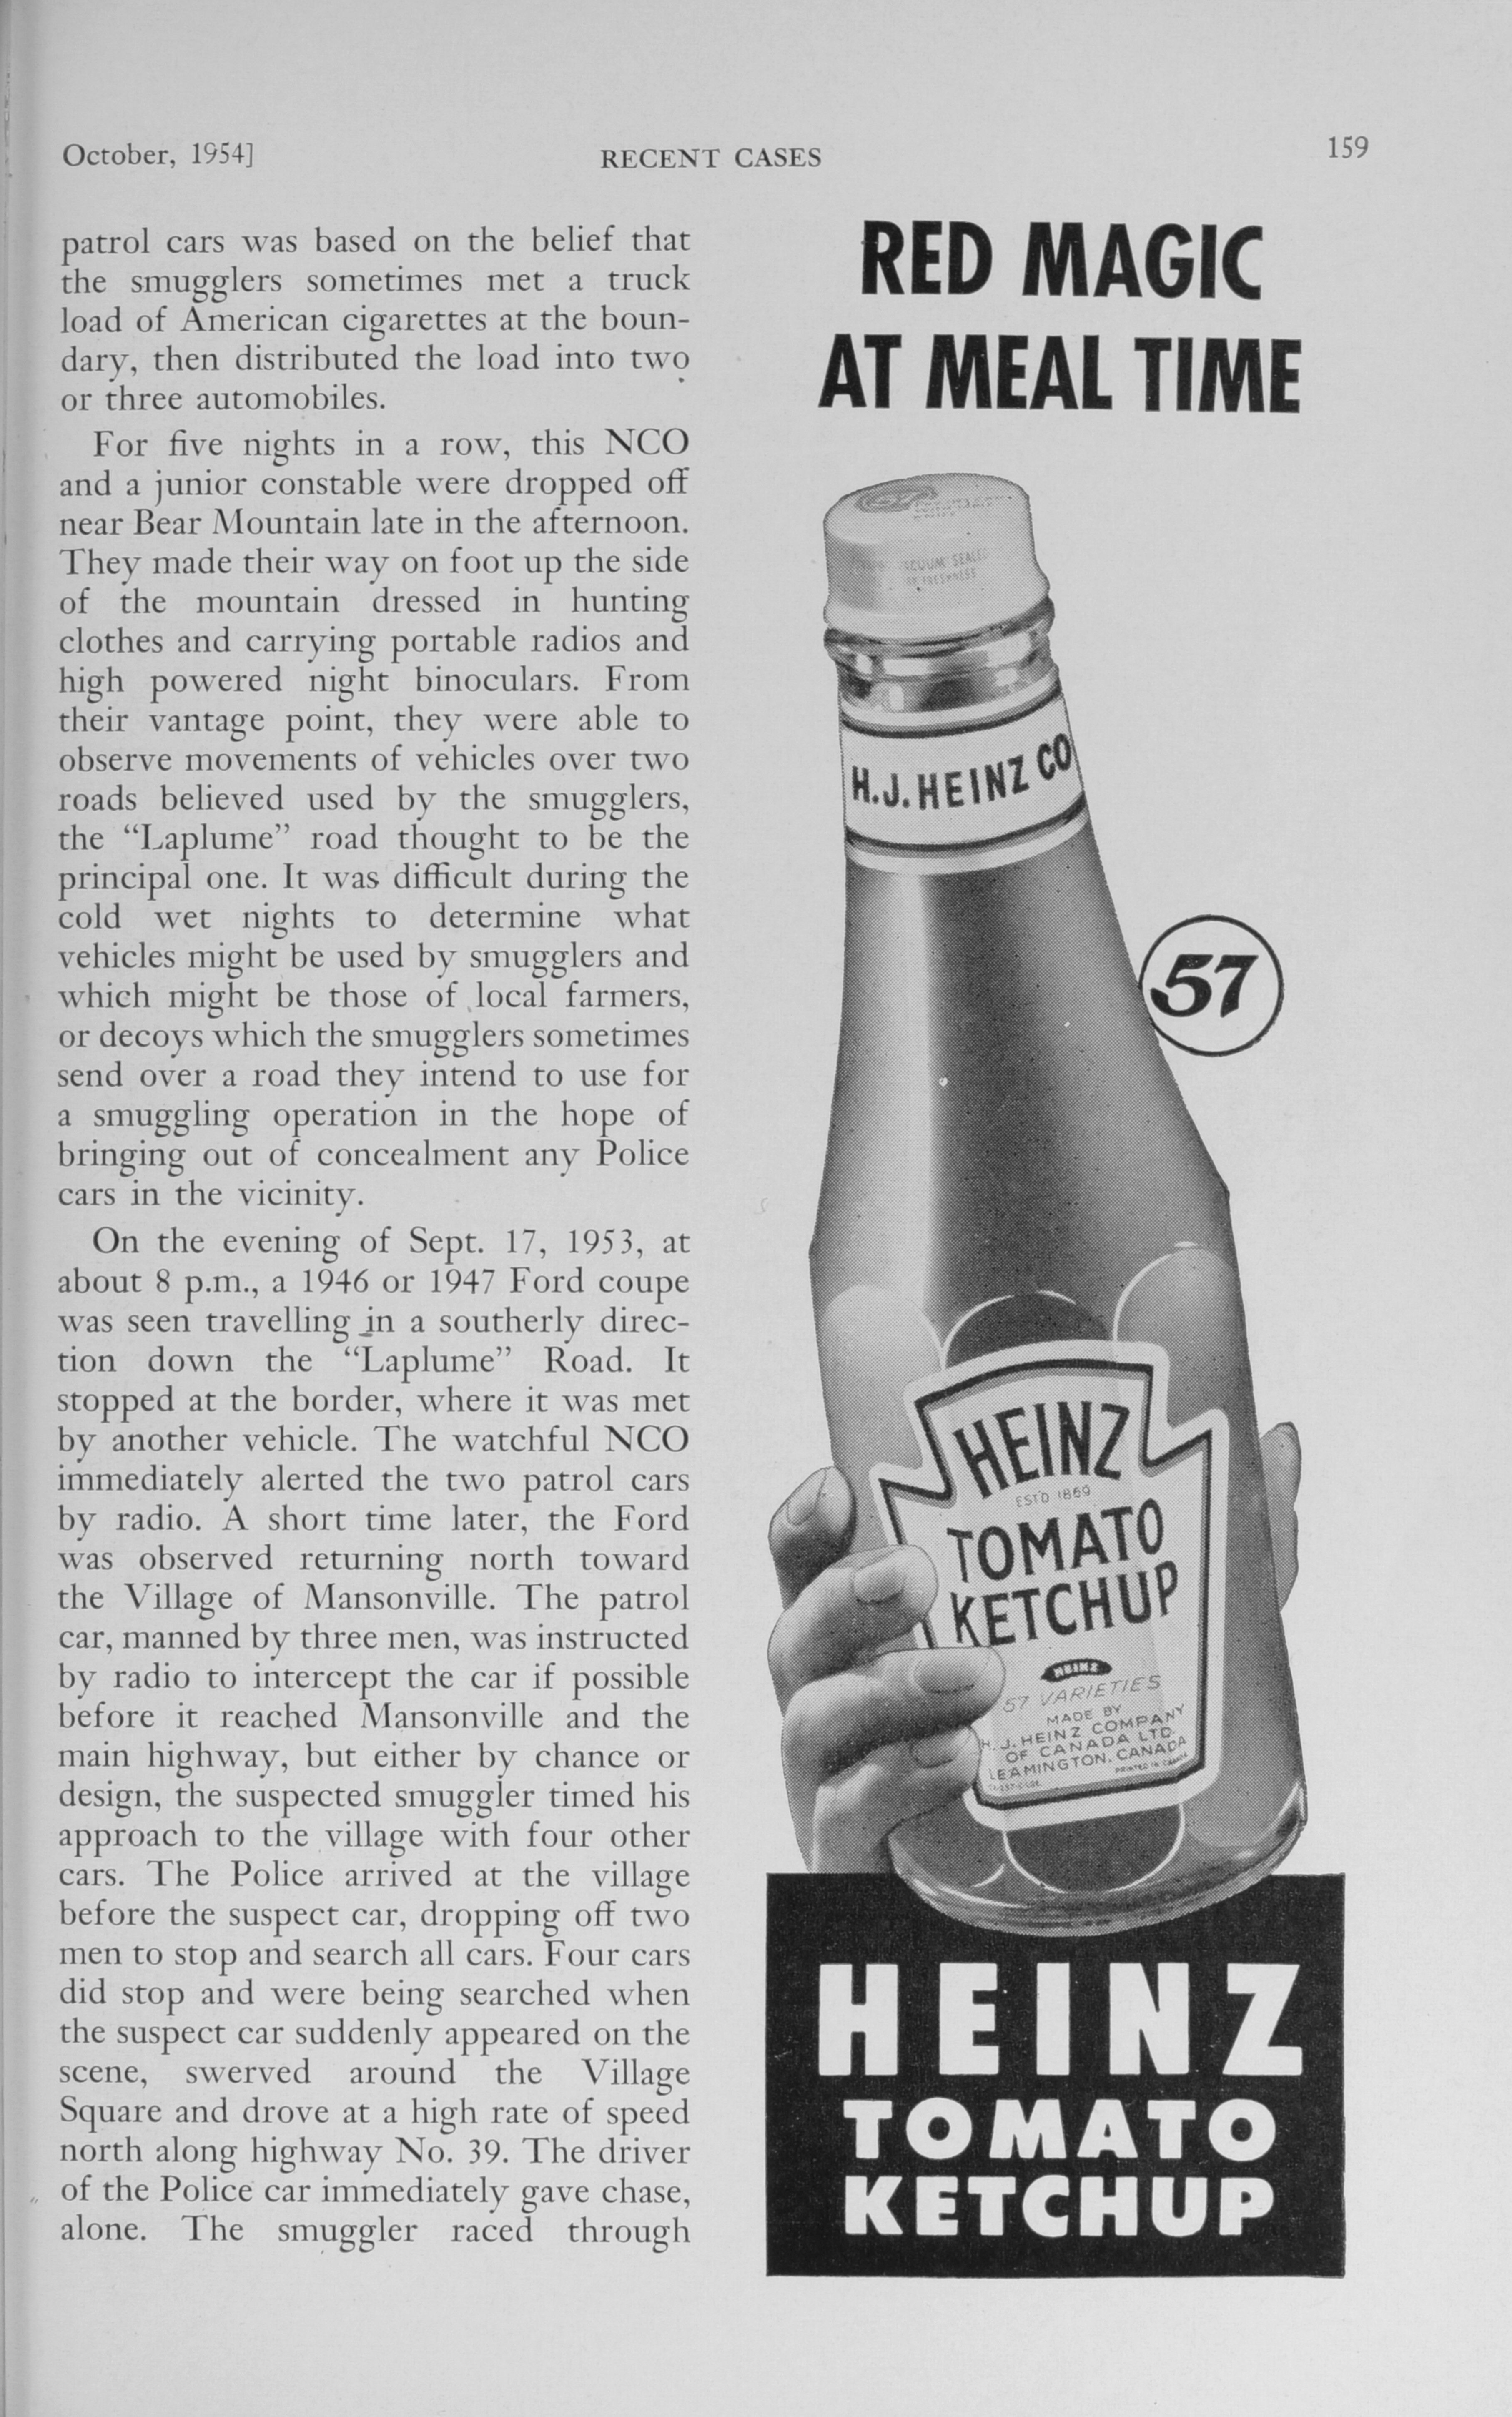 October, 1954]
RECENT CASES
159
patrol cars was based on the belief that
the smugglers sometimes met a truck
load of American cigarettes at the boun-
dary, then distributed the load into two
or three automobiles.
For five nights in a row, this NCO
and a junior constable were dropped off
near Bear Mountain late in the afternoon.
They made their way on foot up the side
of the mountain dressed in hunting
clothes and carrying portable radios and
high powered night binoculars. From
their vantage point, they were able to
observe movements of vehicles over two
roads believed used by the smugglers,
the “Laplume” road thought to be the
principal one. It was difficult during the
cold wet nights to determine what
vehicles might be used by smugglers and
which might be those of local farmers,
or decoys which the smugglers sometimes
send over a road they intend to use for
a smuggling operation in the hope of
bringing out of concealment any Police
cars in the vicinity.
On the evening of Sept. 17, 1953, at
about 8 p.m., a 1946 or 1947 Ford coupe
was seen travelling in a southerly direc-
tion down the “Laplume” Road. It
stopped at the border, where it was met
by another vehicle. The watchful NCO
immediately alerted the two patrol cars
by radio. A short time later, the Ford
was observed returning north toward
the Village of Mansonville. The patrol
car, manned by three men, was instructed
by radio to intercept the car if possible
before it reached Mansonville and the
main highway, but either by chance or
design, the suspected smuggler timed his
approach to the village with four other
cars. The Police arrived at the village
before the suspect car, dropping off two
men to stop and search all cars. Four cars
did stop and were being searched when
the suspect car suddenly appeared on the
scene, swerved around the Village
Square and drove at a high rate of speed
north along highway No. 39. The driver
of the Police car immediately gave chase,
alone. The smuggler raced through
RED MAGIC
AT MEAL TIME
57
VACUUM SEALED
FRESHNESS
H.J. HEINZ CO
57
HEINZ
EST'D 1869
TOMATO
KETCHUP
HEINZ
57 VARIETIES
MADE BY
H. J. HEINZ COMPANY
OF CANADA LTD.
LEAMINGTON, CANADA
PRINTED IN CANADA
HEINZ
TOMATO
KETCHUP